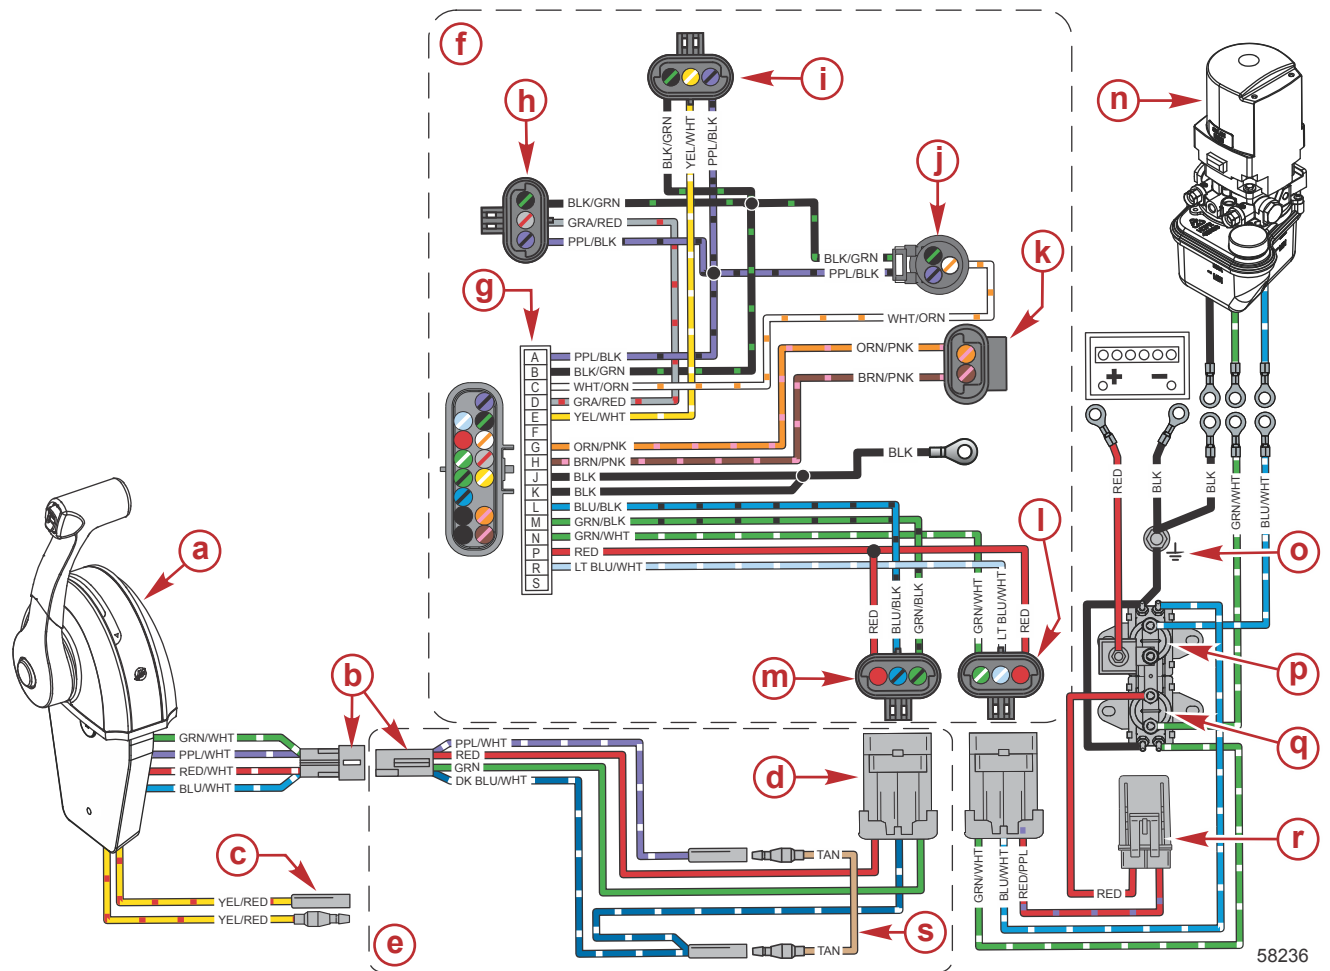 f
i
n
h
BLK/GRN
YEL/WHT
PPL/BLK
j
BLK/GRN
GRA/RED
PPL/BLK
k
g
BLK/GRN
PPL/BLK
WHT/ORN
ORN/PNK
BRN/PNK
+ −
A PPL/BLK
B BLK/GRN
C WHT/ORN
D GRA/RED
E YEL/WHT
F
G ORN/PNK
H BRN/PNK
J BLK
K BLK
L BLU/BLK
M GRN/BLK
N GRN/WHT
P RED
R LT BLU/WHT
S
BLK
RED
BLK
BLK
GRN/WHT
BLU/WHT
l
a
o
RED
BLU/BLK
GRN/BLK
GRN/WHT
LT BLU/WHT
RED
m
p
b
q
GRN/WHT
PPL/WHT
RED/WHT
BLU/WHT
PPL/WHT
RED
GRN
DK BLU/WHT
d
r
c
TAN
GRN/WHT
BLU/WHT
RED/PPL
RED
YEL/RED
YEL/RED
e
s
TAN
58236